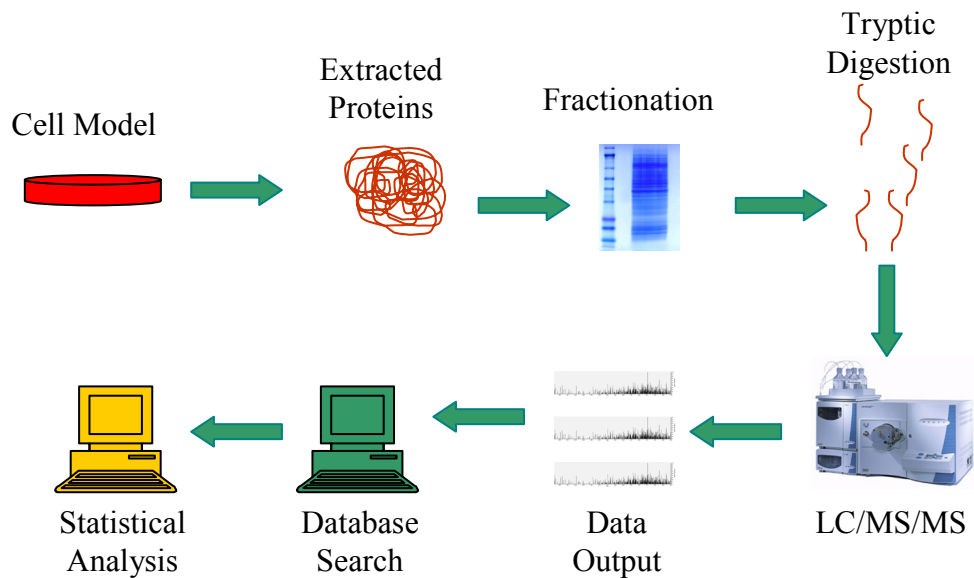 Cell Model
Extracted
Proteins
Fractionation
Tryptic
Digestion
LC/MS/MS
Data
Output
Database
Search
Statistical
Analysis